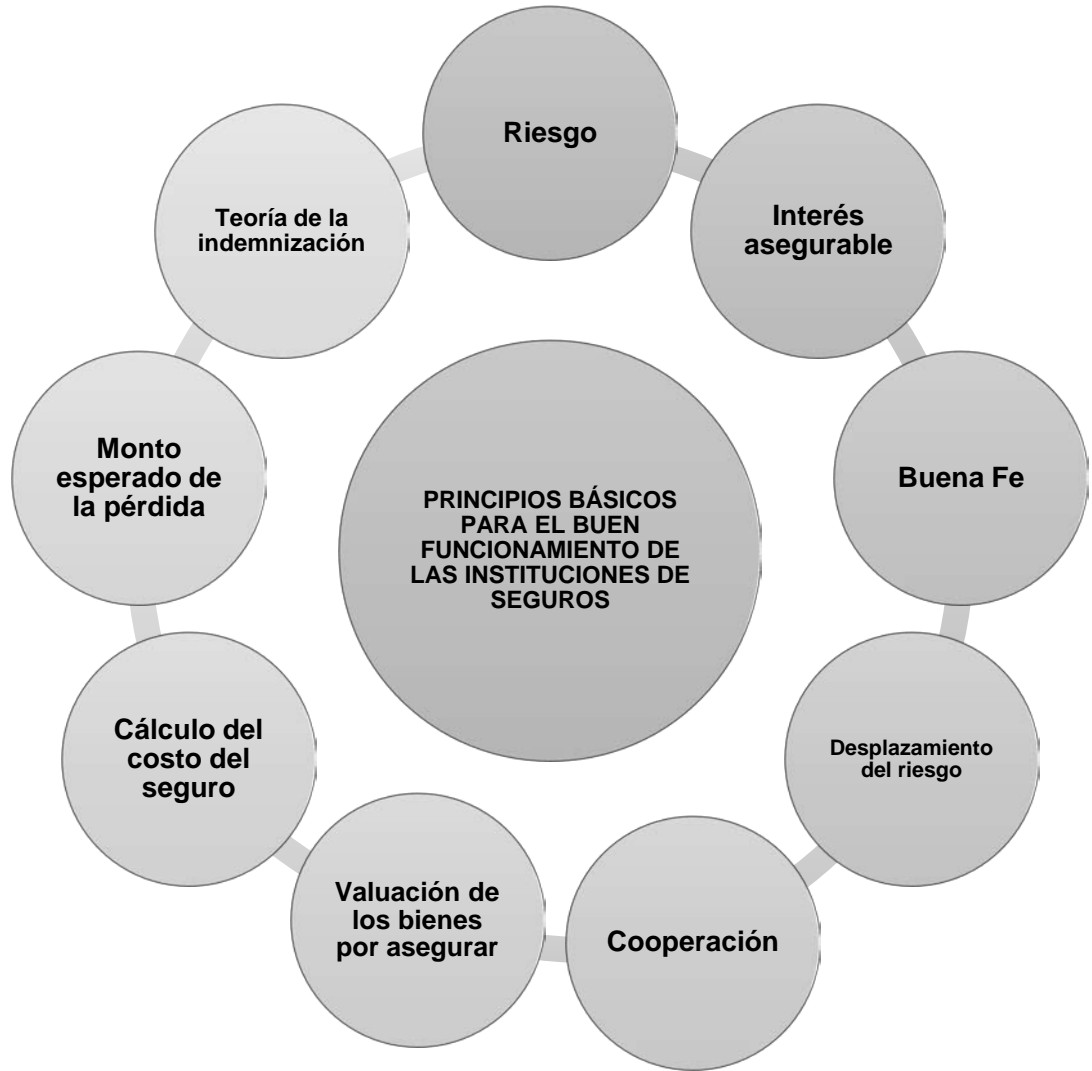 Riesgo
Interés
asegurable
Buena Fe
Desplazamiento
del riesgo
Cooperación
Valuación de
los bienes
por asegurar
Cálculo del
costo del
seguro
Monto
esperado de
la pérdida
Teoría de la
indemnización
PRINCIPIOS BÁSICOS
PARA EL BUEN
FUNCIONAMIENTO DE
LAS INSTITUCIONES DE
SEGUROS